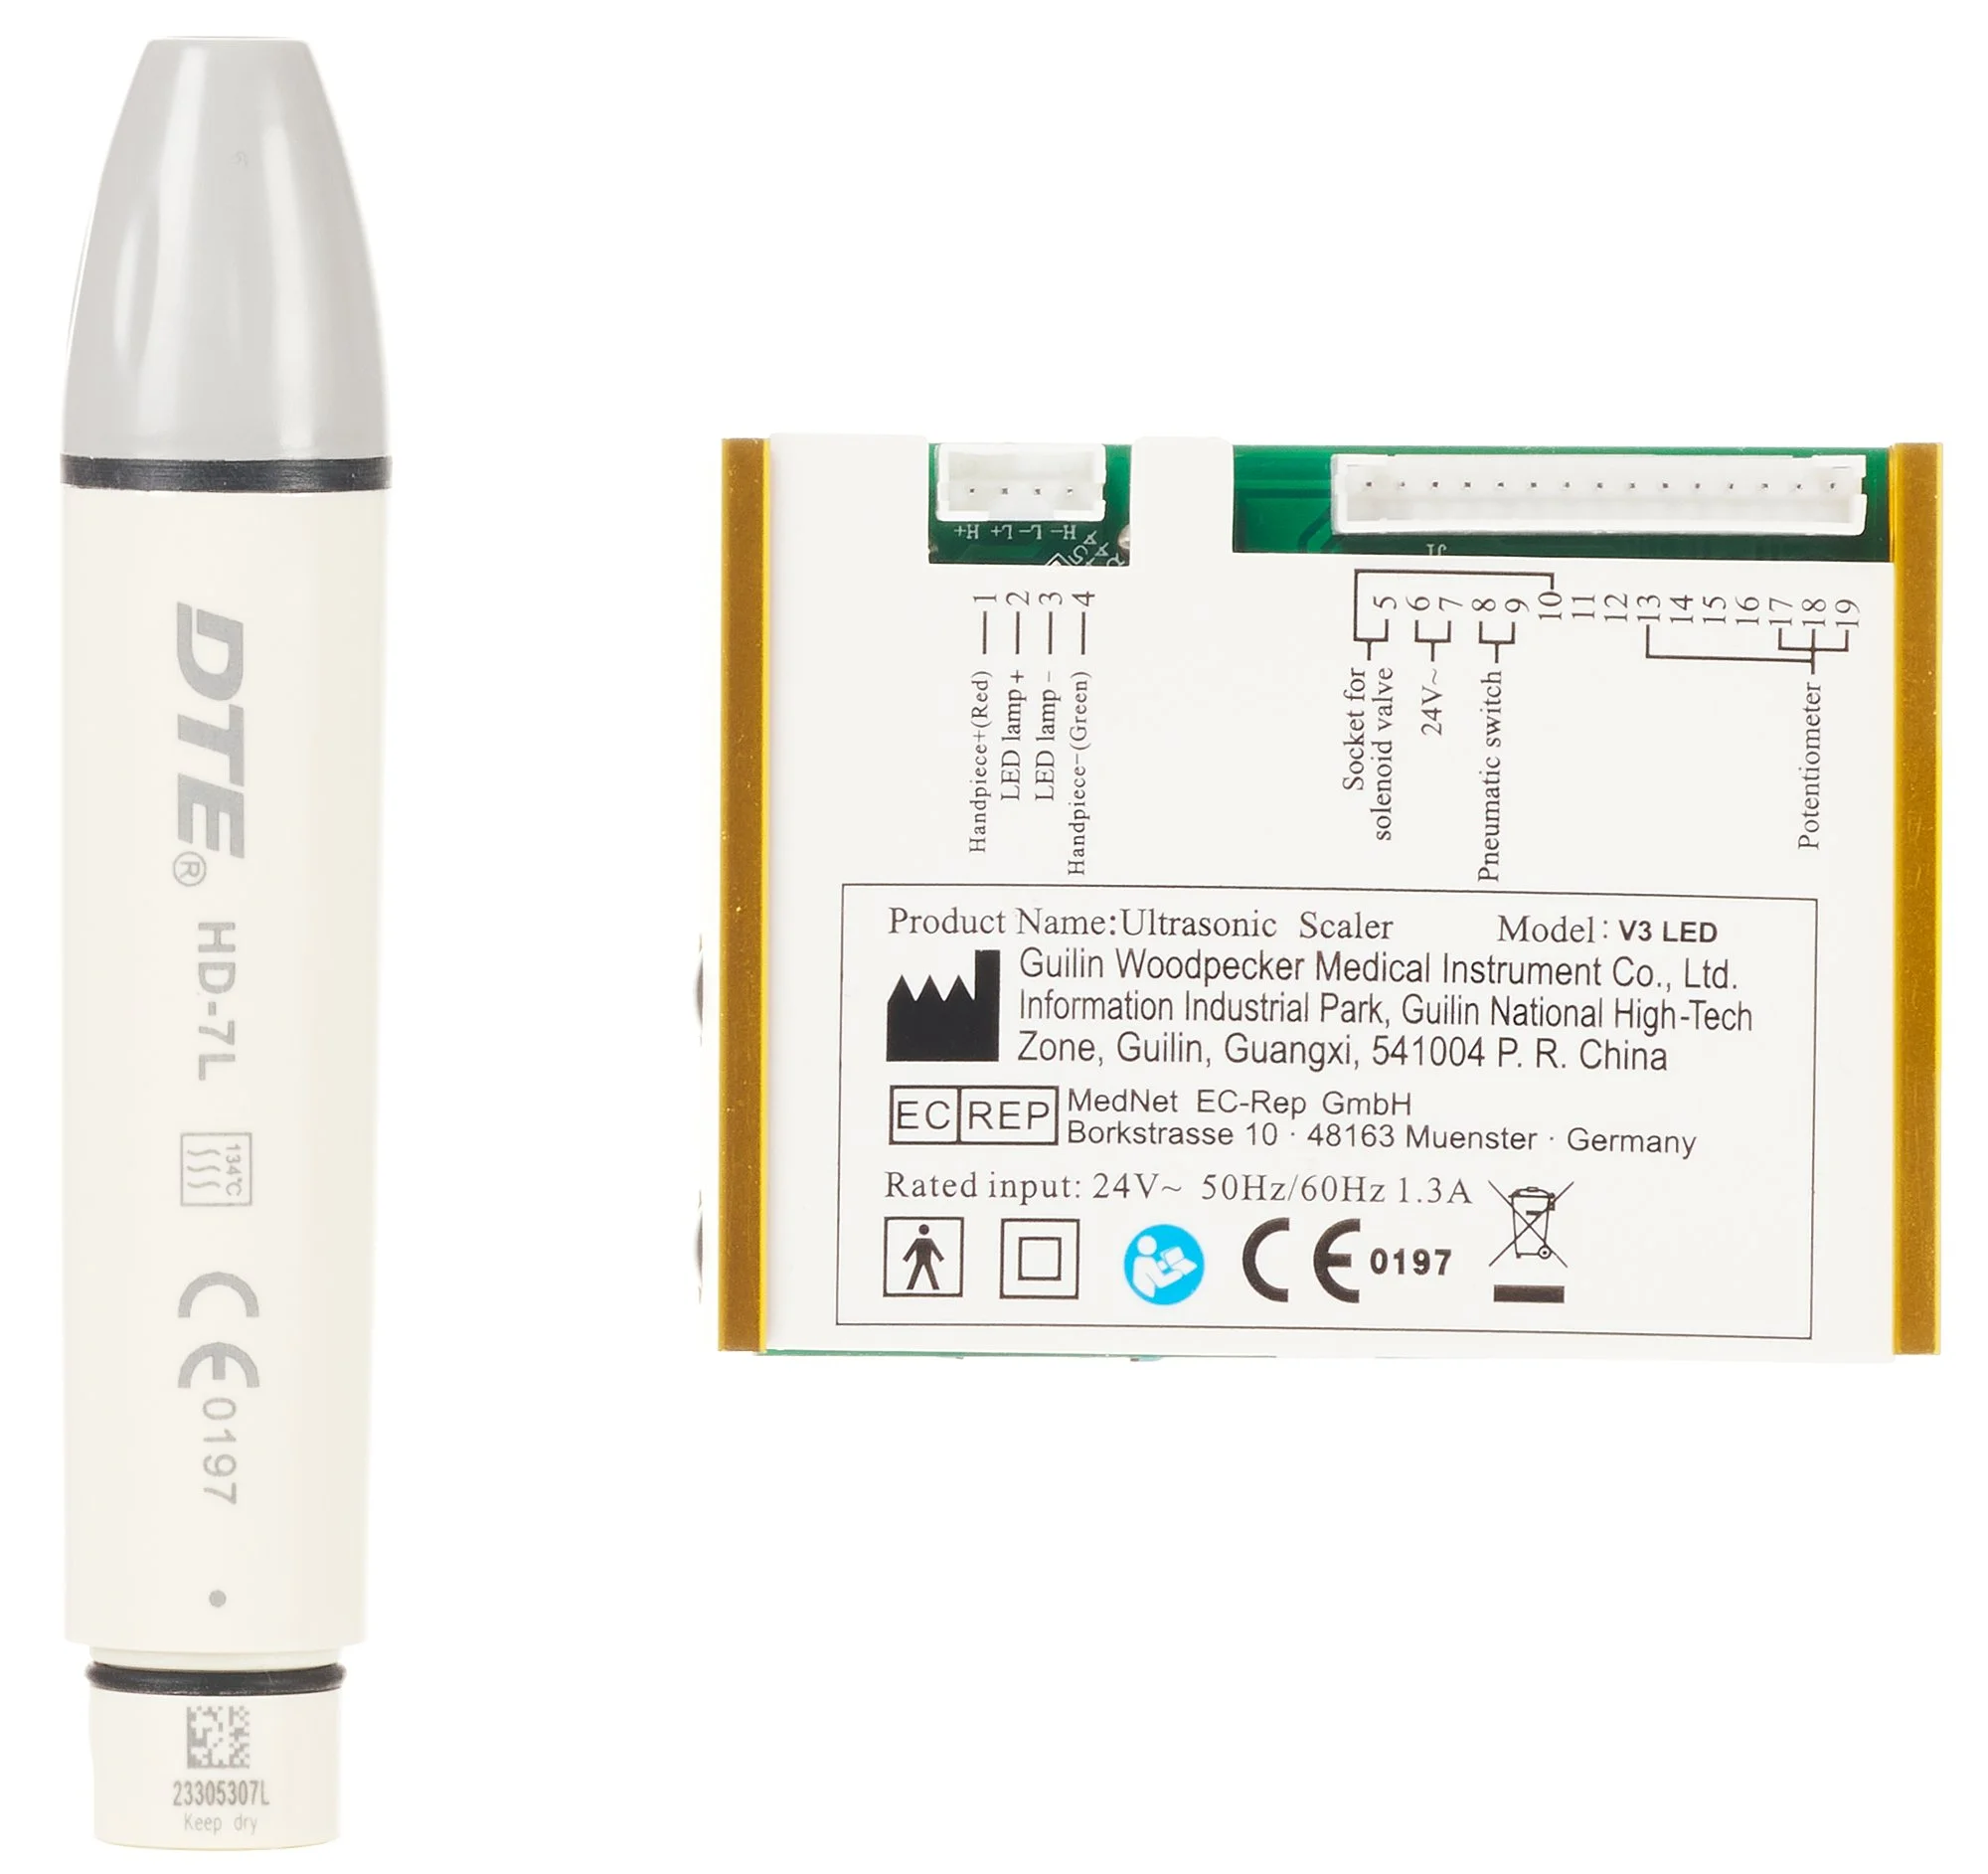 DTE®
HD-7L
134°C
CE 0197
23305307L
Keep dry
H+ L+ L- H-
J1
1 2 3 4
Handpiece+(Red)
LED lamp+
LED lamp-
Handpiece-(Green)
5 6 7 8 9 10 11 12 13 14 15 16 17 18 19
Socket for
solenoid valve
24V~
Pneumatic switch
Potentiometer
Product Name:Ultrasonic Scaler Model: V3 LED
Guilin Woodpecker Medical Instrument Co., Ltd.
Information Industrial Park, Guilin National High-Tech
Zone, Guilin, Guangxi, 541004 P. R. China
EC REP
MedNet EC-Rep GmbH
Borkstrasse 10 · 48163 Muenster · Germany
Rated input: 24V~ 50Hz/60Hz 1.3A
CE 0197